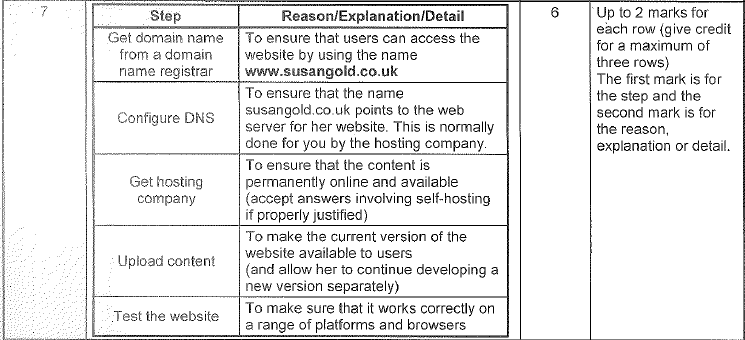 7
Step
Reason/Explanation/Detail
Get domain name
from a domain
name registrar
To ensure that users can access the
website by using the name
www.susangold.co.uk
Configure DNS
To ensure that the name
susangold.co.uk points to the web
server for her website. This is normally
done for you by the hosting company.
Get hosting
company
To ensure that the content is
permanently online and available
(accept answers involving self-hosting
if properly justified)
Upload content
To make the current version of the
website available to users
(and allow her to continue developing a
new version separately)
Test the website
To make sure that it works correctly on
a range of platforms and browsers
6
Up to 2 marks for
each row (give credit
for a maximum of
three rows)
The first mark is for
the step and the
second mark is for
the reason,
explanation or detail.